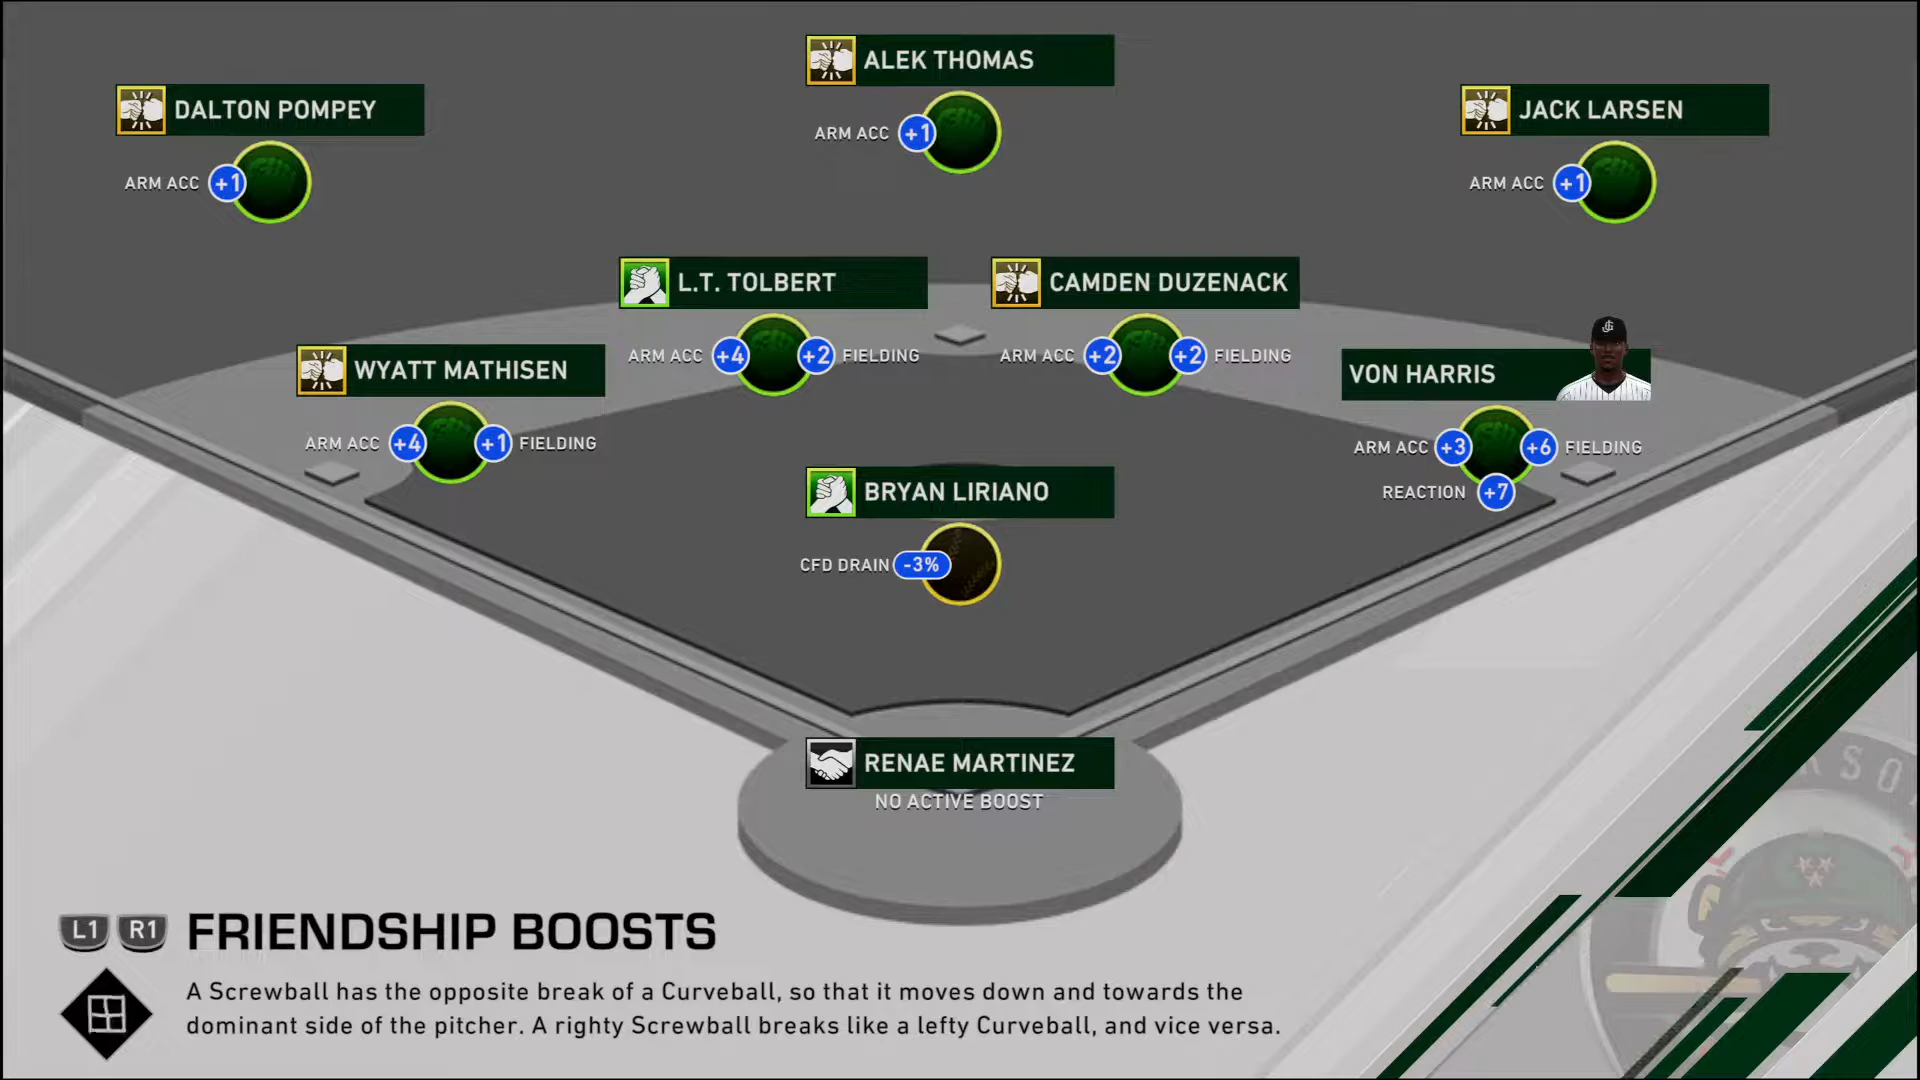 ALEK THOMAS
ARM ACC +1
DALTON POMPEY
ARM ACC +1
JACK LARSEN
ARM ACC +1
L.T. TOLBERT
ARM ACC +4 +2 FIELDING
CAMDEN DUZENACK
ARM ACC +2 +2 FIELDING
WYATT MATHISEN
ARM ACC +4 +1 FIELDING
VON HARRIS
ARM ACC +3 +6 FIELDING
REACTION +7
BRYAN LIRIANO
CFD DRAIN -3%
RENAE MARTINEZ
NO ACTIVE BOOST
L1 R1 FRIENDSHIP BOOSTS
A Screwball has the opposite break of a Curveball, so that it moves down and towards the
dominant side of the pitcher. A righty Screwball breaks like a lefty Curveball, and vice versa.